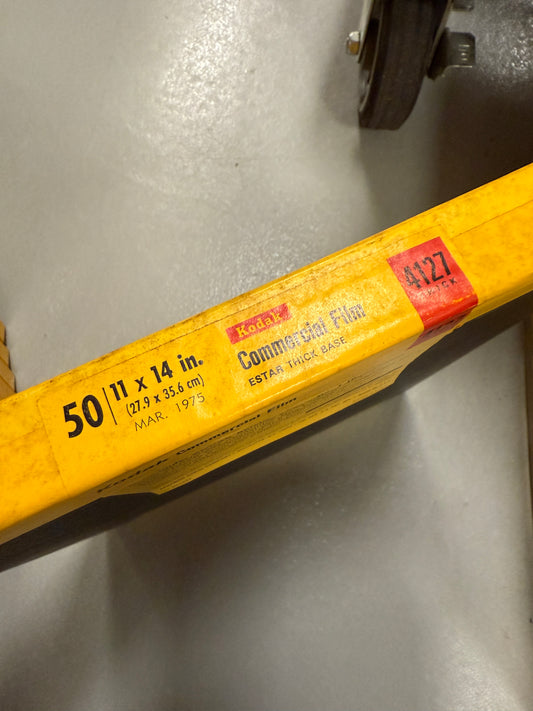 50
11 x 14 in.
(27.9 x 35.6 cm)
MAR. 1975
Kodak
Commercial Film
ESTAR THICK BASE
4127
THICK
Kodak Commercial Film